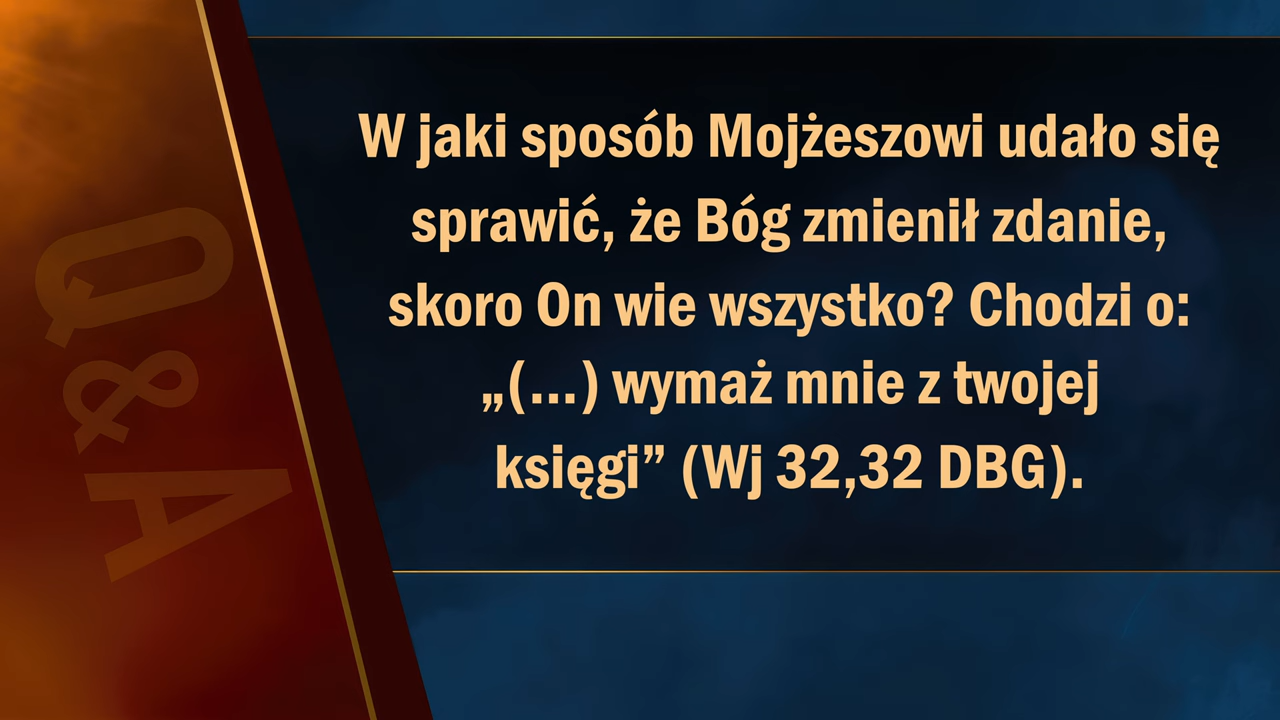 W jaki sposób Mojżeszowi udało się
sprawić, że Bóg zmienił zdanie,
skoro On wie wszystko? Chodzi o:
„(...) wymaż mnie z twojej
księgi” (Wj 32,32 DBG).
Q & A